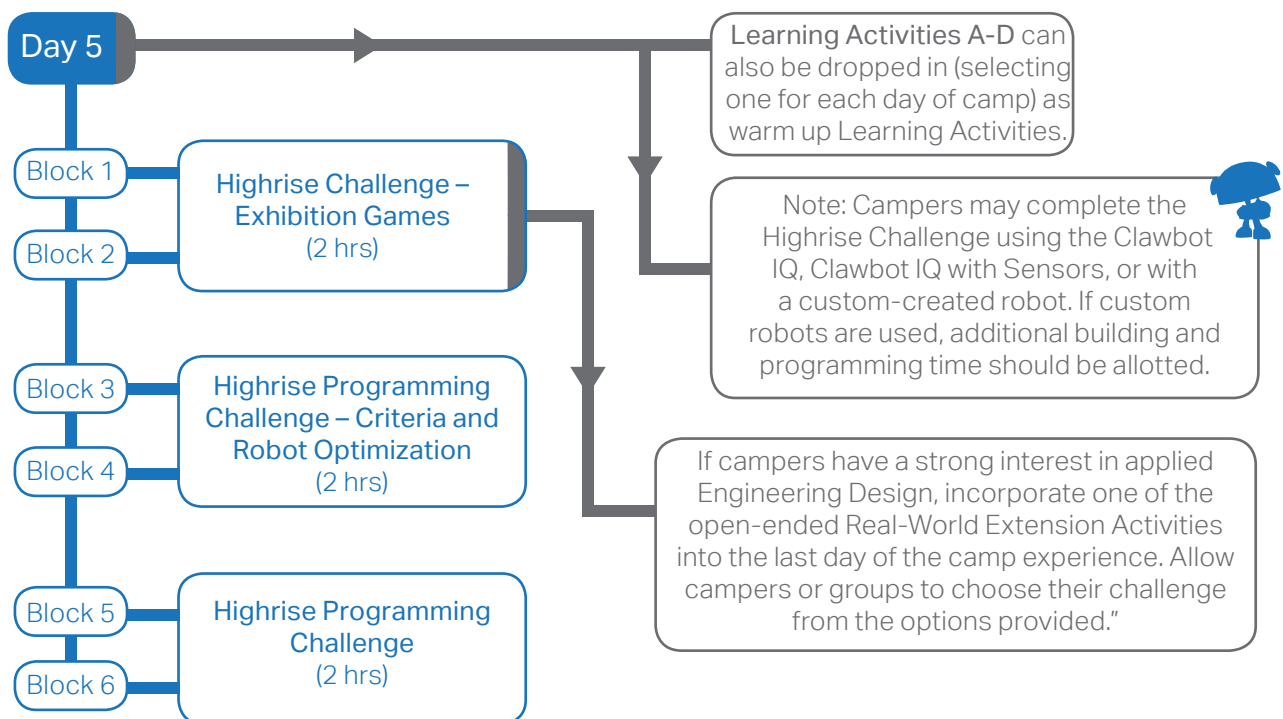 Day 5
Learning Activities A-D can
also be dropped in (selecting
one for each day of camp) as
warm up Learning Activities.
Block 1
Block 2
Highrise Challenge –
Exhibition Games
(2 hrs)
Note: Campers may complete the
Highrise Challenge using the Clawbot
IQ, Clawbot IQ with Sensors, or with
a custom-created robot. If custom
robots are used, additional building and
programming time should be allotted.
Block 3
Block 4
Highrise Programming
Challenge – Criteria and
Robot Optimization
(2 hrs)
If campers have a strong interest in applied
Engineering Design, incorporate one of the
open-ended Real-World Extension Activities
into the last day of the camp experience. Allow
campers or groups to choose their challenge
from the options provided.”
Block 5
Block 6
Highrise Programming
Challenge
(2 hrs)